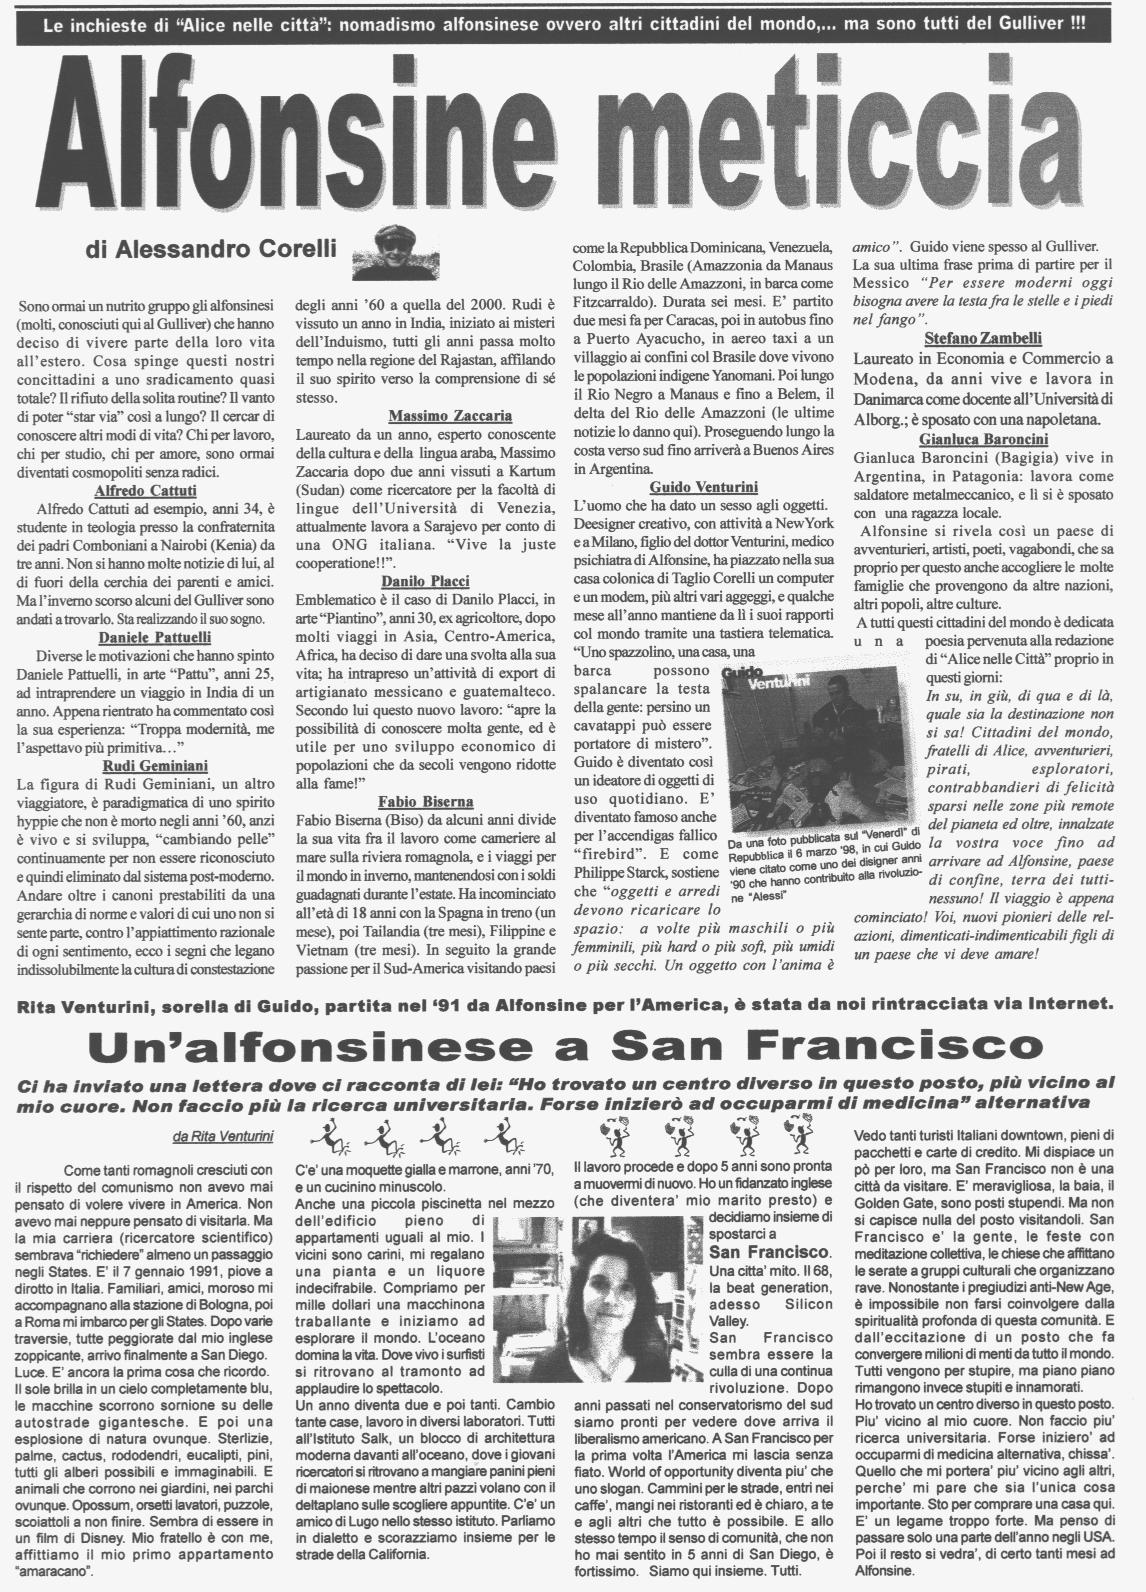 Le inchieste di “Alice nelle città”: nomadismo alfonsinese ovvero altri cittadini del mondo,... ma sono tutti del Gulliver !!!
Alfonsine meticcia
di Alessandro Corelli
Sono ormai un nutrito gruppo gli alfonsinesi
(molti, conosciuti qui al Gulliver) che hanno
deciso di vivere parte della loro vita
all’estero. Cosa spinge questi nostri
concittadini a uno sradicamento quasi
totale? Il rifiuto della solita routine? Il vanto
di poter “star via” così a lungo? Il cercar di
conoscere altri modi di vita? Chi per lavoro,
chi per studio, chi per amore, sono ormai
diventati cosmopoliti senza radici.
Alfredo Cattuti
Alfredo Cattuti ad esempio, anni 34, è
studente in teologia presso la confraternita
dei padri Comboniani a Nairobi (Kenia) da
tre anni. Non si hanno molte notizie di lui, al
di fuori della cerchia dei parenti e amici.
Ma l’inverno scorso alcuni del Gulliver sono
andati a trovarlo. Sta realizzando il suo sogno.
Daniele Pattuelli
Diverse le motivazioni che hanno spinto
Daniele Pattuelli, in arte “Pattu”, anni 25,
ad intraprendere un viaggio in India di un
anno. Appena rientrato ha commentato così
la sua esperienza: “Troppa modernità, me
l’aspettavo più primitiva…”
Rudi Geminiani
La figura di Rudi Geminiani, un altro
viaggiatore, è paradigmatica di uno spirito
hyppie che non è morto negli anni ’60, anzi
è vivo e si sviluppa, “cambiando pelle”
continuamente per non essere riconosciuto
e quindi eliminato dal sistema post-moderno.
Andare oltre i canoni prestabiliti da una
gerarchia di norme e valori di cui uno non si
sente parte, contro l’appiattimento razionale
di ogni sentimento, ecco i segni che legano
indissolubilmente la cultura di constestazione
degli anni ’60 a quella del 2000. Rudi è
vissuto un anno in India, iniziato ai misteri
dell’Induismo, tutti gli anni passa molto
tempo nella regione del Rajastan, affilando
il suo spirito verso la comprensione di sé
stesso.
Massimo Zaccaria
Laureato da un anno, esperto conoscente
della cultura e della lingua araba, Massimo
Zaccaria dopo due anni vissuti a Kartum
(Sudan) come ricercatore per la facoltà di
lingue dell’Università di Venezia,
attualmente lavora a Sarajevo per conto di
una ONG italiana. “Vive la juste
cooperatione!!”.
Danilo Placci
Emblematico è il caso di Danilo Placci, in
arte “Piantino”, anni 30, ex agricoltore, dopo
molti viaggi in Asia, Centro-America,
Africa, ha deciso di dare una svolta alla sua
vita; ha intrapreso un’attività di export di
artigianato messicano e guatemalteco.
Secondo lui questo nuovo lavoro: “apre la
possibilità di conoscere molta gente, ed è
utile per uno sviluppo economico di
popolazioni che da secoli vengono ridotte
alla fame!”
Fabio Biserna
Fabio Biserna (Biso) da alcuni anni divide
la sua vita fra il lavoro come cameriere al
mare sulla riviera romagnola, e i viaggi per
il mondo in inverno, mantenendosi con i soldi
guadagnati durante l’estate. Ha incominciato
all’età di 18 anni con la Spagna in treno (un
mese), poi Tailandia (tre mesi), Filippine e
Vietnam (tre mesi). In seguito la grande
passione per il Sud-America visitando paesi
come la Repubblica Dominicana, Venezuela,
Colombia, Brasile (Amazzonia da Manaus
lungo il Rio delle Amazzoni, in barca come
Fitzcarraldo). Durata sei mesi. E’ partito
due mesi fa per Caracas, poi in autobus fino
a Puerto Ayacucho, in aereo taxi a un
villaggio ai confini col Brasile dove vivono
le popolazioni indigene Yanomani. Poi lungo
il Rio Negro a Manaus e fino a Belem, il
delta del Rio delle Amazzoni (le ultime
notizie lo danno qui). Proseguendo lungo la
costa verso sud fino arriverà a Buenos Aires
in Argentina.
Guido Venturini
L’uomo che ha dato un sesso agli oggetti.
Deesigner creativo, con attività a NewYork
e a Milano, figlio del dottor Venturini, medico
psichiatra di Alfonsine, ha piazzato nella sua
casa colonica di Taglio Corelli un computer
e un modem, più altri vari aggeggi, e qualche
mese all’anno mantiene da lì i suoi rapporti
col mondo tramite una tastiera telematica.
“Uno spazzolino, una casa, una
barca possono
spalancare la testa
della gente: persino un
cavatappi può essere
portatore di mistero”.
Guido è diventato così
un ideatore di oggetti di
uso quotidiano. E’
diventato famoso anche
per l’accendigas fallico
“firebird”. E come
Philippe Starck, sostiene
che “oggetti e arredi
devono ricaricare lo
spazio: a volte più maschili o più
femminili, più hard o più soft, più umidi
o più secchi. Un oggetto con l’anima è
Guido
Venturini
Da una foto pubblicata sul “Venerdì” di
Repubblica il 6 marzo ’98, in cui Guido
viene citato come uno dei disigner anni
’90 che hanno contribuito alla rivoluzio-
ne “Alessi”
amico”. Guido viene spesso al Gulliver.
La sua ultima frase prima di partire per il
Messico “Per essere moderni oggi
bisogna avere la testa fra le stelle e i piedi
nel fango”.
Stefano Zambelli
Laureato in Economia e Commercio a
Modena, da anni vive e lavora in
Danimarca come docente all’Università di
Alborg.; è sposato con una napoletana.
Gianluca Baroncini
Gianluca Baroncini (Bagigia) vive in
Argentina, in Patagonia: lavora come
saldatore metalmeccanico, e lì si è sposato
con una ragazza locale.
Alfonsine si rivela così un paese di
avventurieri, artisti, poeti, vagabondi, che sa
proprio per questo anche accogliere le molte
famiglie che provengono da altre nazioni,
altri popoli, altre culture.
A tutti questi cittadini del mondo è dedicata
una poesia pervenuta alla redazione
di “Alice nelle Città” proprio in
questi giorni:
In su, in giù, di qua e di là,
quale sia la destinazione non
si sa! Cittadini del mondo,
fratelli di Alice, avventurieri,
pirati, esploratori,
contrabbandieri di felicità
sparsi nelle zone più remote
del pianeta ed oltre, innalzate
la vostra voce fino ad
arrivare ad Alfonsine, paese
di confine, terra dei tutti-
nessuno! Il viaggio è appena
cominciato! Voi, nuovi pionieri delle rel-
azioni, dimenticati-indimenticabili figli di
un paese che vi deve amare!
Rita Venturini, sorella di Guido, partita nel ‘91 da Alfonsine per l’America, è stata da noi rintracciata via Internet.
Un’alfonsinese a San Francisco
Ci ha inviato una lettera dove ci racconta di lei: “Ho trovato un centro diverso in questo posto, più vicino al
mio cuore. Non faccio più la ricerca universitaria. Forse inizierò ad occuparmi di medicina” alternativa
da Rita Venturini
Come tanti romagnoli cresciuti con
il rispetto del comunismo non avevo mai
pensato di volere vivere in America. Non
avevo mai neppure pensato di visitarla. Ma
la mia carriera (ricercatore scientifico)
sembrava “richiedere” almeno un passaggio
negli States. E’ il 7 gennaio 1991, piove a
dirotto in Italia. Familiari, amici, moroso mi
accompagnano alla stazione di Bologna, poi
a Roma mi imbarco per gli States. Dopo varie
traversie, tutte peggiorate dal mio inglese
zoppicante, arrivo finalmente a San Diego.
Luce. E’ ancora la prima cosa che ricordo.
Il sole brilla in un cielo completamente blu,
le macchine scorrono sornione su delle
autostrade gigantesche. E poi una
esplosione di natura ovunque. Sterlizie,
palme, cactus, rododendri, eucalipti, pini,
tutti gli alberi possibili e immaginabili. E
animali che corrono nei giardini, nei parchi
ovunque. Opossum, orsetti lavatori, puzzole,
scoiattoli a non finire. Sembra di essere in
un film di Disney. Mio fratello è con me,
affittiamo il mio primo appartamento
“amaracano”.
C’e’ una moquette gialla e marrone, anni ’70,
e un cucinino minuscolo.
Anche una piccola piscinetta nel mezzo
dell’edificio pieno di
appartamenti uguali al mio. I
vicini sono carini, mi regalano
una pianta e un liquore
indecifrabile. Compriamo per
mille dollari una macchinona
traballante e iniziamo ad
esplorare il mondo. L’oceano
domina la vita. Dove vivo i surfisti
si ritrovano al tramonto ad
applaudire lo spettacolo.
Un anno diventa due e poi tanti. Cambio
tante case, lavoro in diversi laboratori. Tutti
all’Istituto Salk, un blocco di architettura
moderna davanti all’oceano, dove i giovani
ricercatori si ritrovano a mangiare panini pieni
di maionese mentre altri pazzi volano con il
deltaplano sulle scogliere appuntite. C’e’ un
amico di Lugo nello stesso istituto. Parliamo
in dialetto e scorazziamo insieme per le
strade della California.
Il lavoro procede e dopo 5 anni sono pronta
a muovermi di nuovo. Ho un fidanzato inglese
(che diventera’ mio marito presto) e
decidiamo insieme di
spostarci a
San Francisco.
Una citta’ mito. Il 68,
la beat generation,
adesso Silicon
Valley.
San Francisco
sembra essere la
culla di una continua
rivoluzione. Dopo
anni passati nel conservatorismo del sud
siamo pronti per vedere dove arriva il
liberalismo americano. A San Francisco per
la prima volta l’America mi lascia senza
fiato. World of opportunity diventa piu’ che
uno slogan. Cammini per le strade, entri nei
caffe’, mangi nei ristoranti ed è chiaro, a te
e agli altri che tutto è possibile. E allo
stesso tempo il senso di comunità, che non
ho mai sentito in 5 anni di San Diego, è
fortissimo. Siamo qui insieme. Tutti.
Vedo tanti turisti Italiani downtown, pieni di
pacchetti e carte di credito. Mi dispiace un
pò per loro, ma San Francisco non è una
città da visitare. E’ meravigliosa, la baia, il
Golden Gate, sono posti stupendi. Ma non
si capisce nulla del posto visitandoli. San
Francisco e’ la gente, le feste con
meditazione collettiva, le chiese che affittano
le serate a gruppi culturali che organizzano
rave. Nonostante i pregiudizi anti-New Age,
è impossibile non farsi coinvolgere dalla
spiritualità profonda di questa comunità. E
dall’eccitazione di un posto che fa
convergere milioni di menti da tutto il mondo.
Tutti vengono per stupire, ma piano piano
rimangono invece stupiti e innamorati.
Ho trovato un centro diverso in questo posto.
Piu’ vicino al mio cuore. Non faccio piu’
ricerca universitaria. Forse iniziero’ ad
occuparmi di medicina alternativa, chissa’.
Quello che mi portera’ piu’ vicino agli altri,
perche’ mi pare che sia l’unica cosa
importante. Sto per comprare una casa qui.
E’ un legame troppo forte. Ma penso di
passare solo una parte dell’anno negli USA.
Poi il resto si vedra’, di certo tanti mesi ad
Alfonsine.